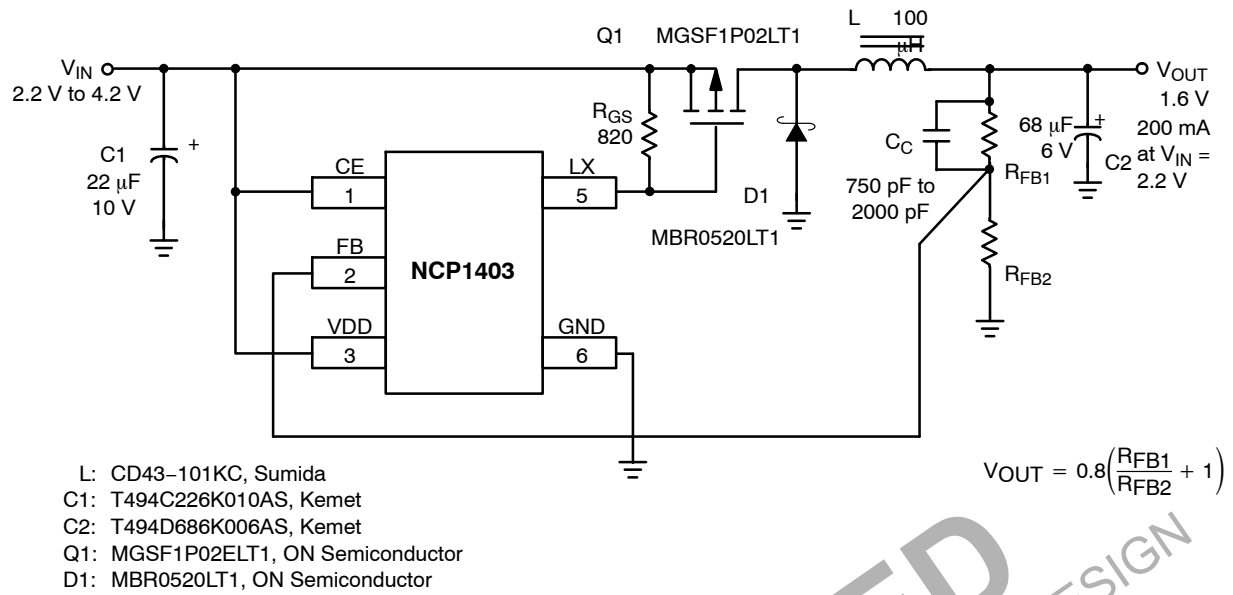 Q1 MGSF1P02LT1
L 100
µH
VIN
2.2 V to 4.2 V
VOUT
1.6 V
200 mA
at VIN =
2.2 V
RGS
820
C1
22 µF
10 V
+
CE
1
LX
5
FB
2
NCP1403
VDD
3
GND
6
D1
MBR0520LT1
CC
750 pF to
2000 pF
RFB1
RFB2
68 µF
6 V
+
C2
VOUT = 0.8(RFB1/RFB2 + 1)
L: CD43−101KC, Sumida
C1: T494C226K010AS, Kemet
C2: T494D686K006AS, Kemet
Q1: MGSF1P02ELT1, ON Semiconductor
D1: MBR0520LT1, ON Semiconductor